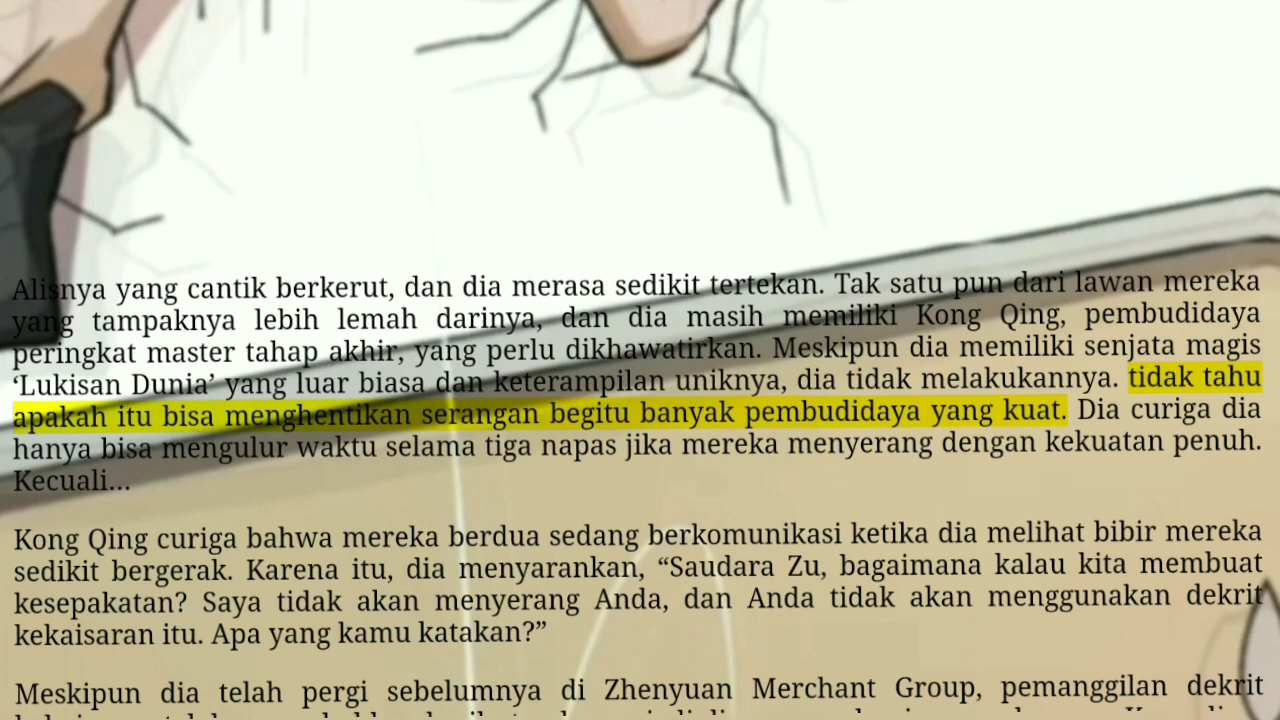 Alisnya yang cantik berkerut, dan dia merasa sedikit tertekan. Tak satu pun dari lawan mereka
yang tampaknya lebih lemah darinya, dan dia masih memiliki Kong Qing, pembudidaya
peringkat master tahap akhir, yang perlu dikhawatirkan. Meskipun dia memiliki senjata magis
‘Lukisan Dunia’ yang luar biasa dan keterampilan uniknya, dia tidak melakukannya. tidak tahu
apakah itu bisa menghentikan serangan begitu banyak pembudidaya yang kuat. Dia curiga dia
hanya bisa mengulur waktu selama tiga napas jika mereka menyerang dengan kekuatan penuh.
Kecuali...
Kong Qing curiga bahwa mereka berdua sedang berkomunikasi ketika dia melihat bibir mereka
sedikit bergerak. Karena itu, dia menyarankan, “Saudara Zu, bagaimana kalau kita membuat
kesepakatan? Saya tidak akan menyerang Anda, dan Anda tidak akan menggunakan dekrit
kekaisaran itu. Apa yang kamu katakan?”
Meskipun dia telah pergi sebelumnya di Zhenyuan Merchant Group, pemanggilan dekrit